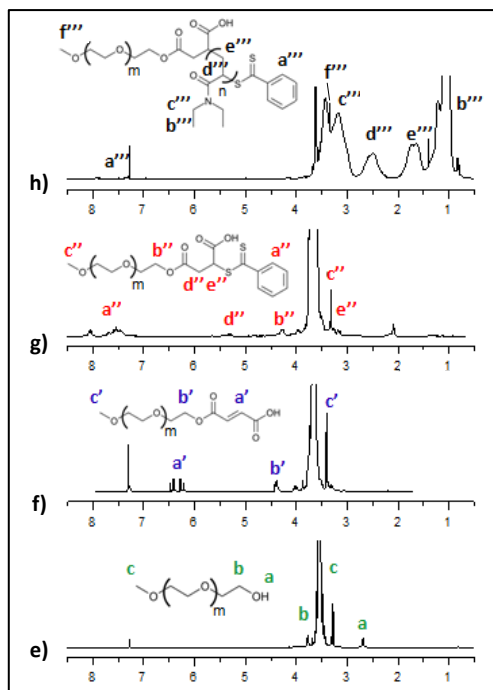 f''' OH
O O O e''' a'''
O m O d''' S
O n S f'''
c''' N c''' b'''
b''' d''' e'''
a'''
h)
8 7 6 5 4 3 2 1
c'' b'' O OH S a''
O O O S
m O d'' e'' c''
a'' d'' b'' e''
g)
8 7 6 5 4 3 2 1
c' b' O a' OH c'
O O O O
m a' b'
f)
8 7 6 5 4 3 2 1
c b a c
O O OH
m b a
e)
8 7 6 5 4 3 2 1